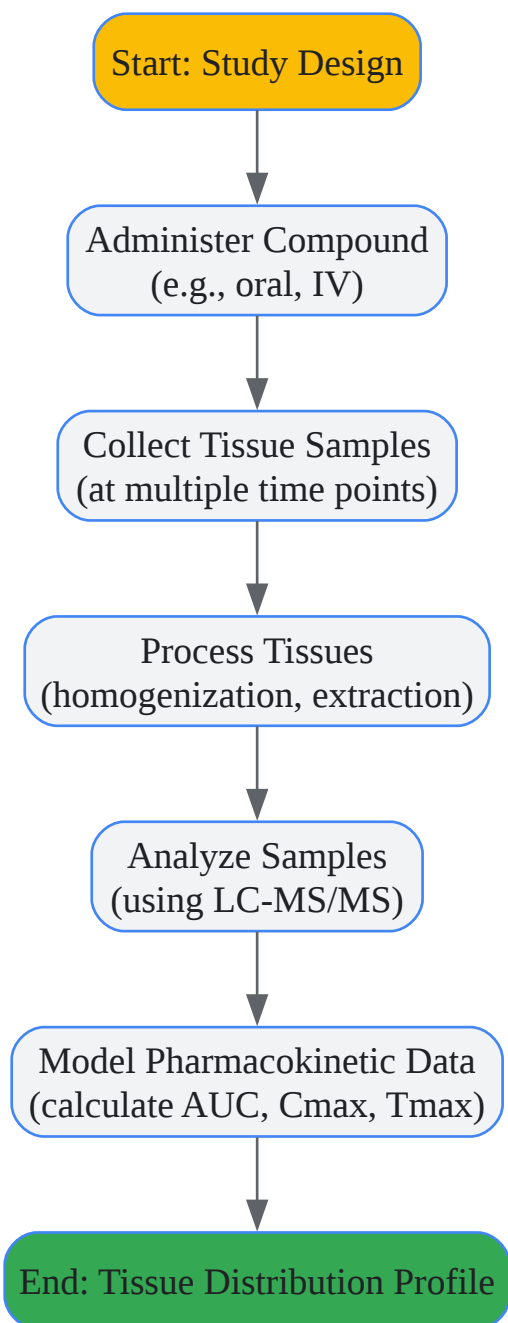 Start: Study Design
Administer Compound
(e.g., oral, IV)
Collect Tissue Samples
(at multiple time points)
Process Tissues
(homogenization, extraction)
Analyze Samples
(using LC-MS/MS)
Model Pharmacokinetic Data
(calculate AUC, Cmax, Tmax)
End: Tissue Distribution Profile